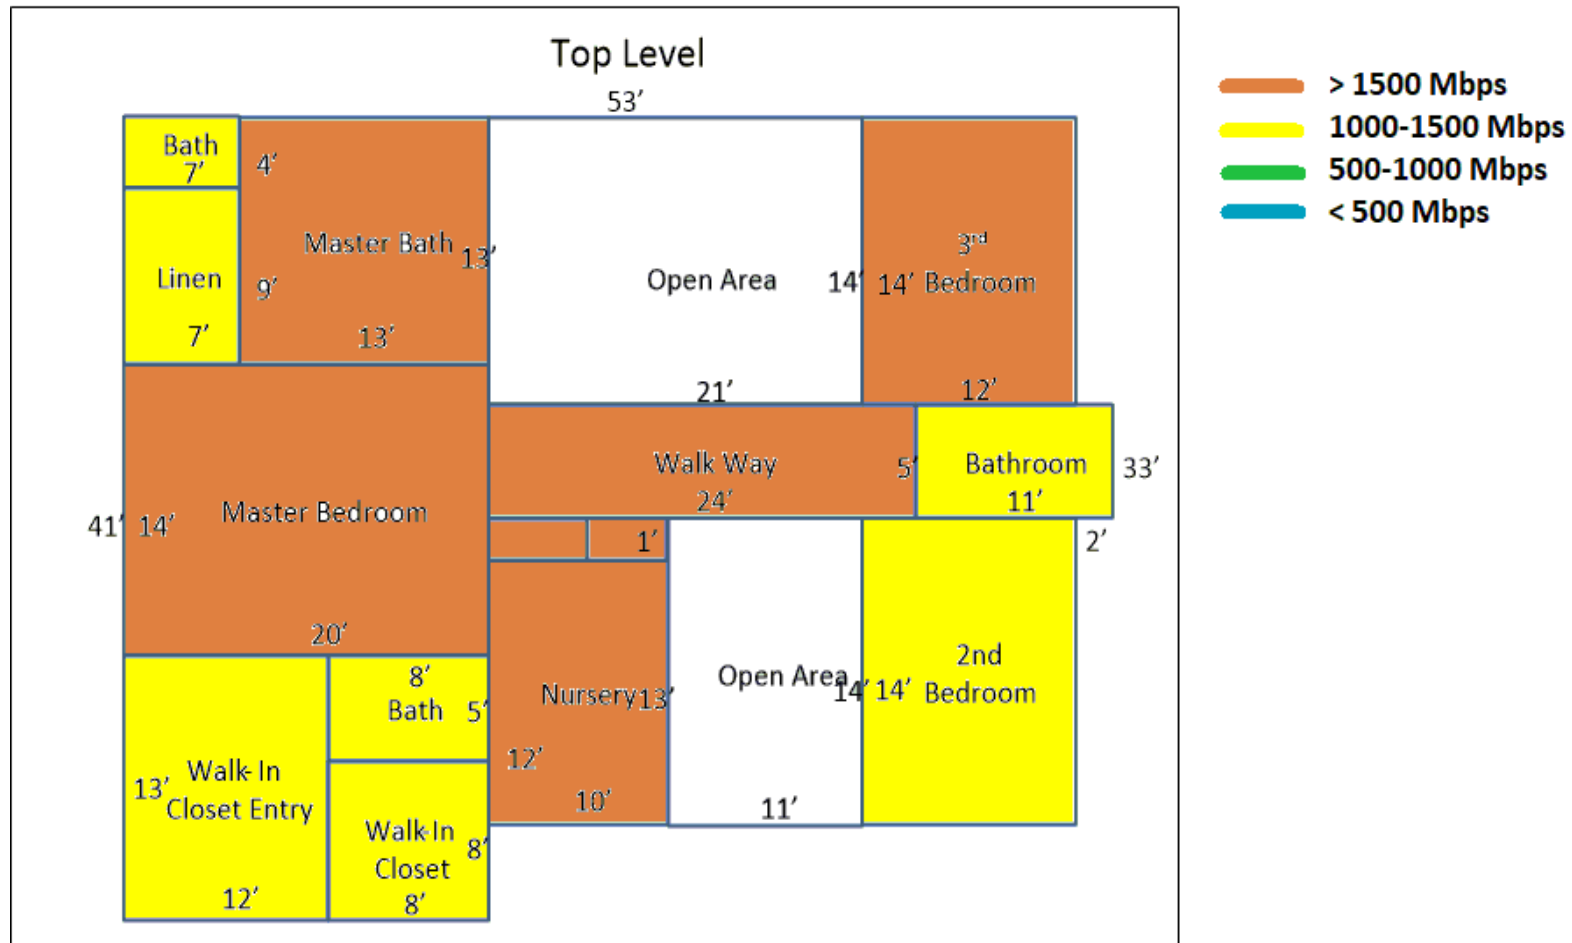 Top Level
53’
> 1500 Mbps
1000-1500 Mbps
500-1000 Mbps
< 500 Mbps
Bath
7’
4’
Linen
9’
7’
Master Bath
13’
13’
Open Area
14’
21’
14’
3rd
Bedroom
12’
Walk Way
5’
24’
Bathroom
11’
33’
41’
14’
Master Bedroom
20’
1’
2’
8’
Bath
5’
Nursery
13’
12’
10’
Open Area
14’
11’
14’
2nd
Bedroom
13’
Walk-In
Closet Entry
12’
Walk-In
Closet
8’
8’